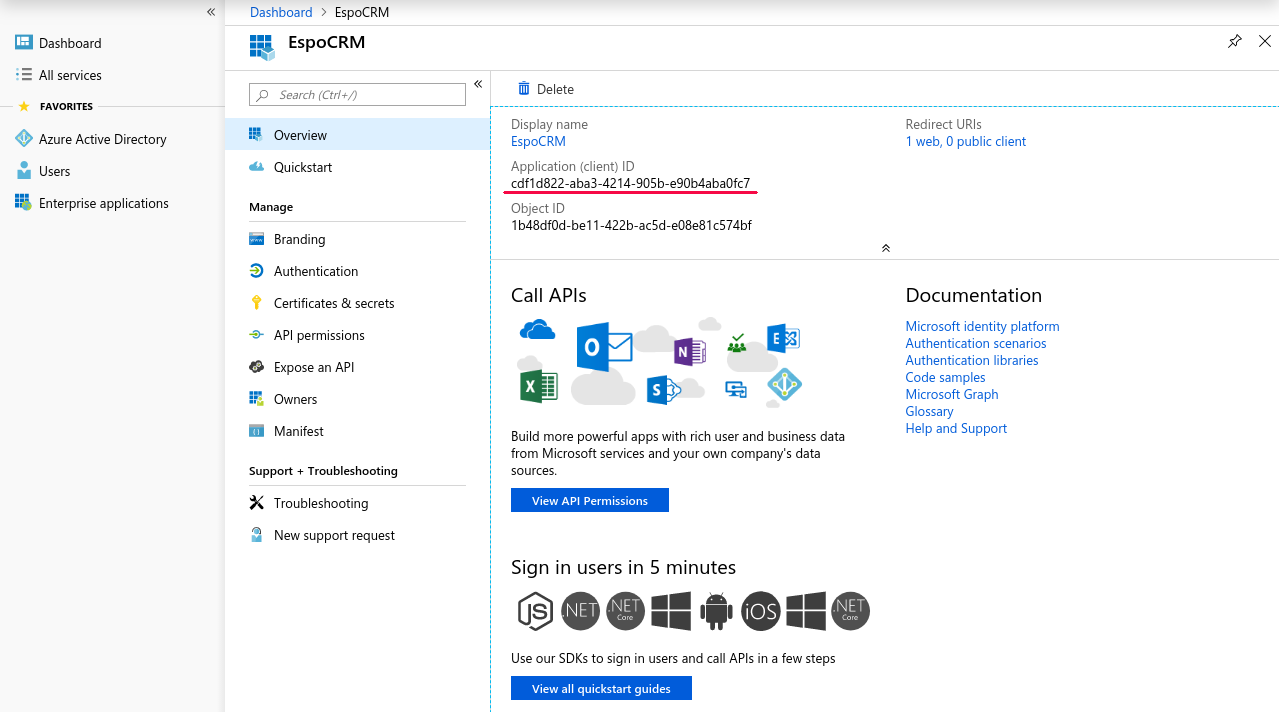 Dashboard
All services
FAVORITES
Azure Active Directory
Users
Enterprise applications
Dashboard > EspoCRM
EspoCRM
Search (Ctrl+/)
Overview
Quickstart
Manage
Branding
Authentication
Certificates & secrets
API permissions
Expose an API
Owners
Manifest
Support + Troubleshooting
Troubleshooting
New support request
Delete
Display name
EspoCRM
Application (client) ID
cdf1d822-aba3-4214-905b-e90b4aba0fc7
Object ID
1b48df0d-be11-422b-ac5d-e08e81c574bf
Redirect URIs
1 web, 0 public client
Call APIs
Build more powerful apps with rich user and business data
from Microsoft services and your own company's data
sources.
View API Permissions
Documentation
Microsoft identity platform
Authentication scenarios
Authentication libraries
Code samples
Microsoft Graph
Glossary
Help and Support
Sign in users in 5 minutes
JS .NET .NET Core iOS .NET Core
Use our SDKs to sign in users and call APIs in a few steps
View all quickstart guides